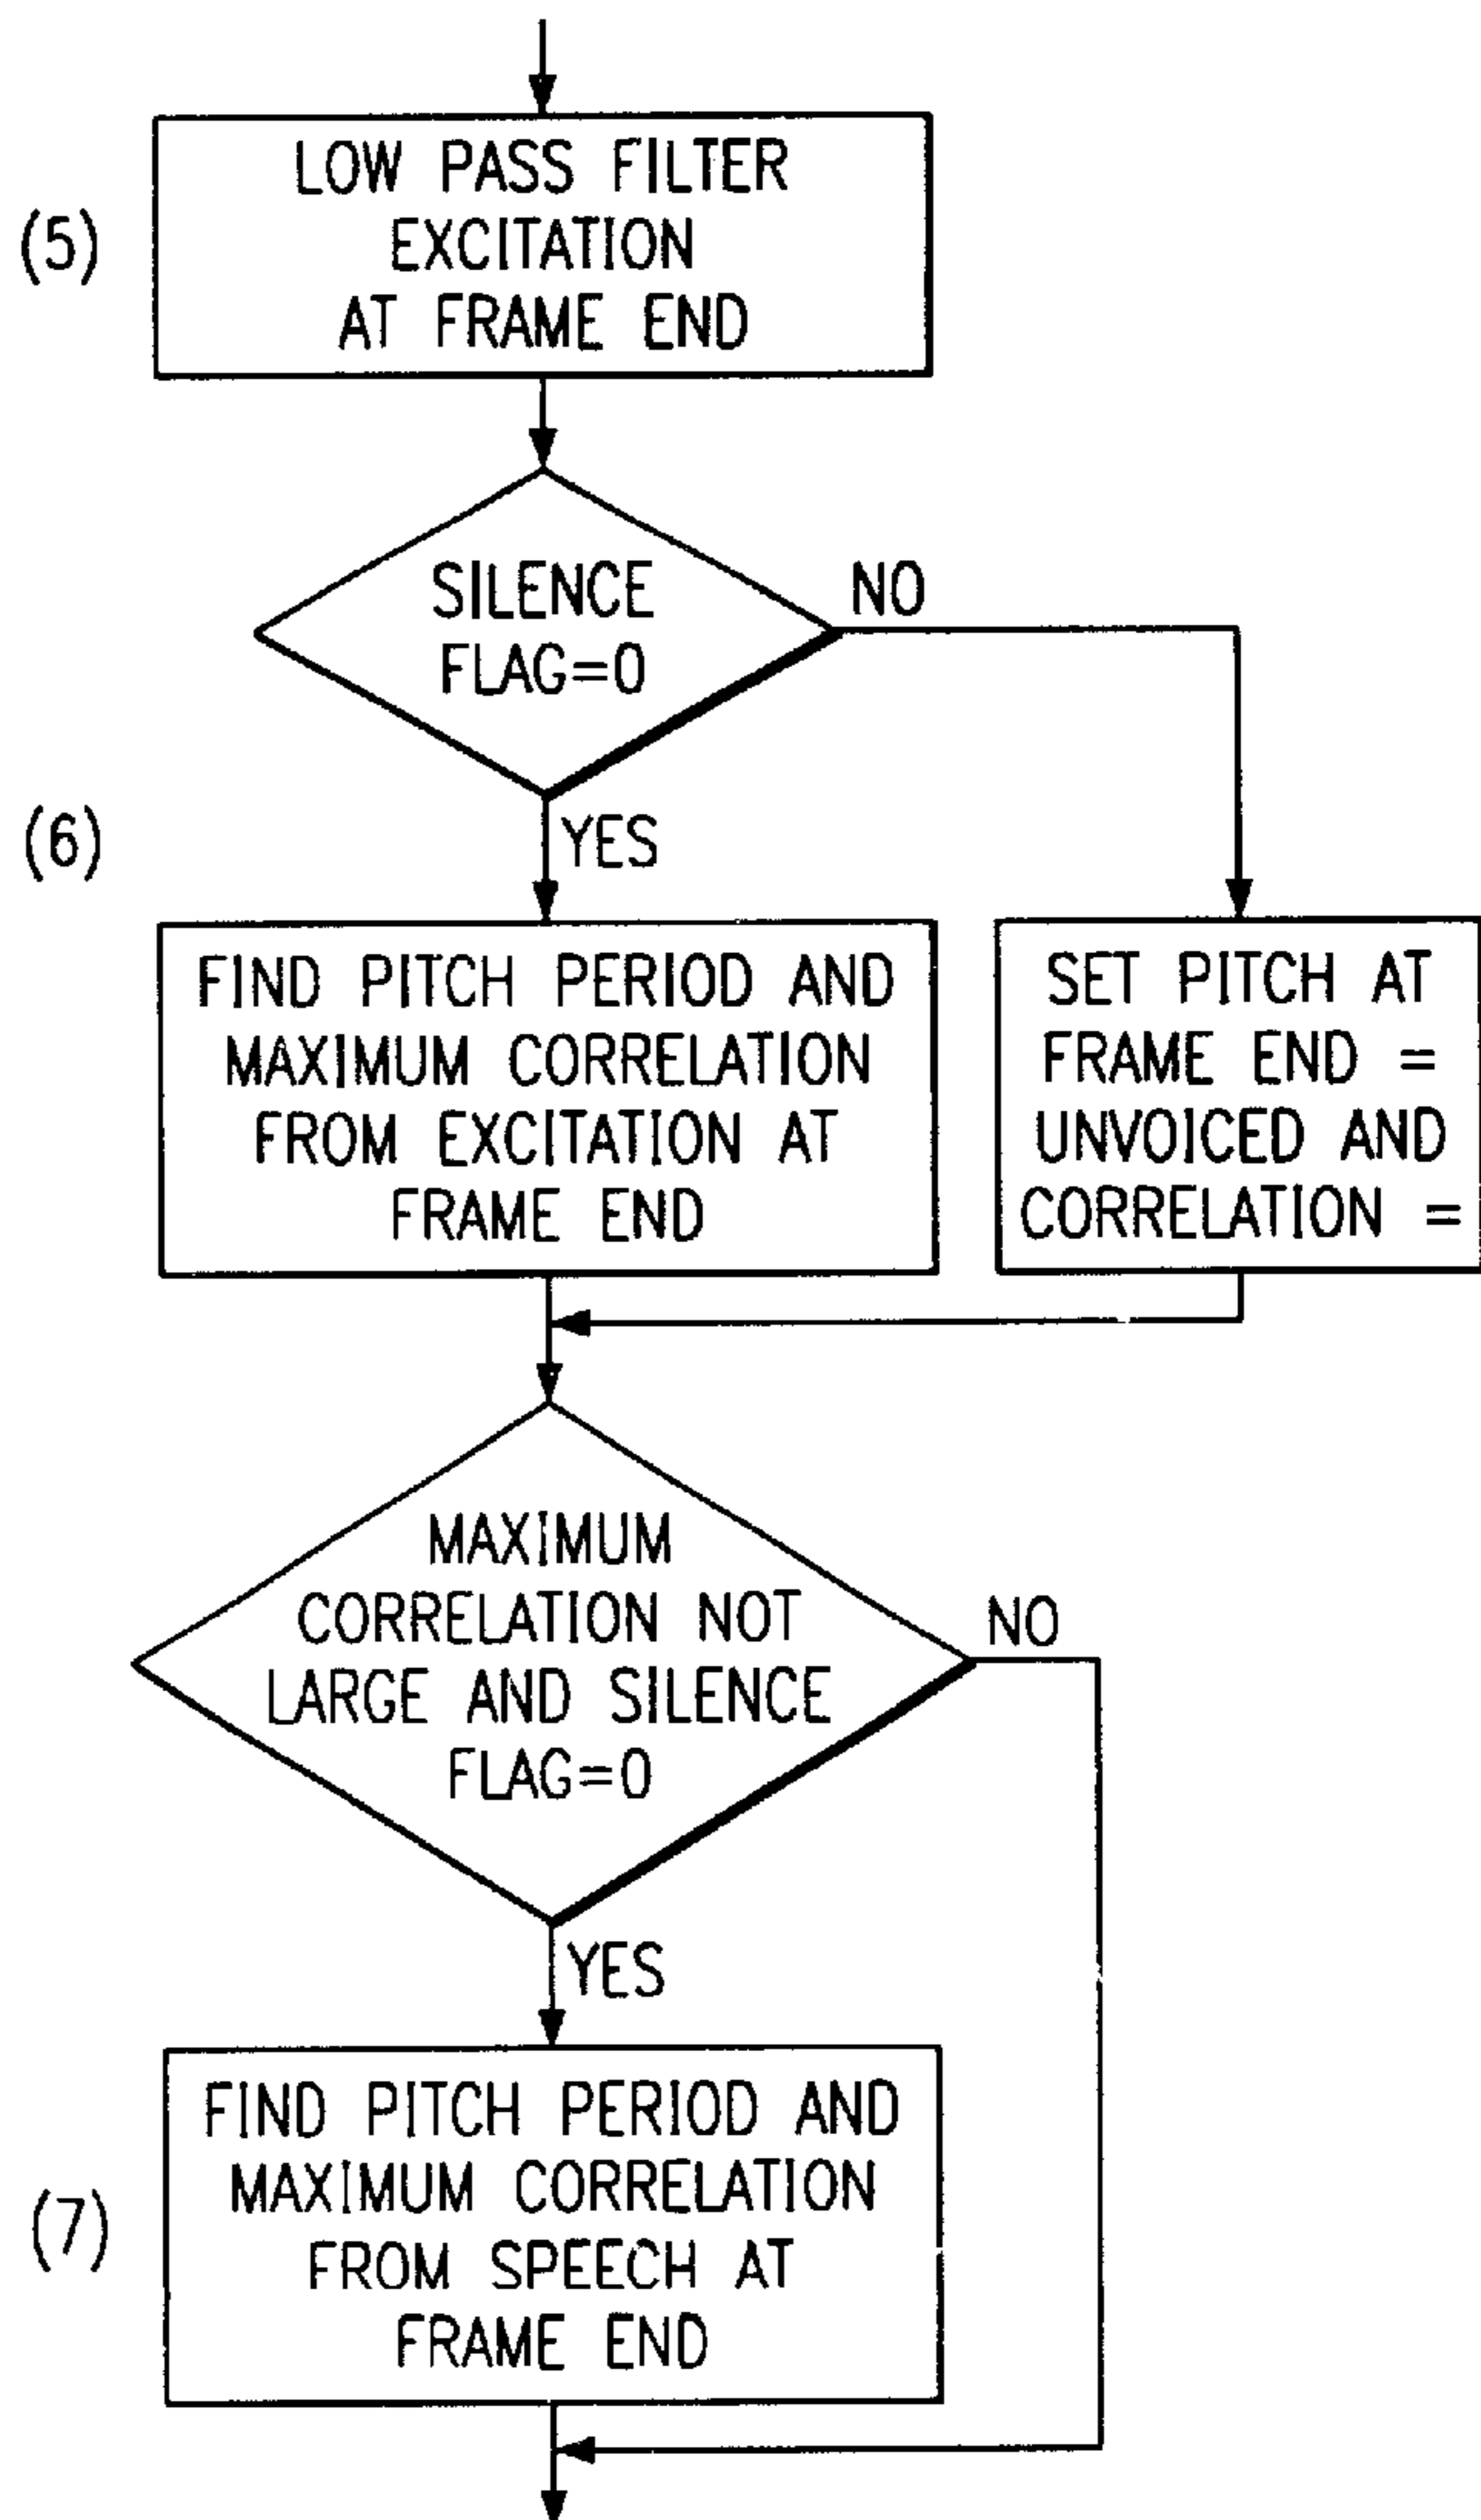 (5)
LOW PASS FILTER
EXCITATION
AT FRAME END
SILENCE
FLAG=0
NO
(6)
YES
FIND PITCH PERIOD AND
MAXIMUM CORRELATION
FROM EXCITATION AT
FRAME END
SET PITCH AT
FRAME END =
UNVOICED AND
CORRELATION =
MAXIMUM
CORRELATION NOT
LARGE AND SILENCE
FLAG=0
NO
YES
(7)
FIND PITCH PERIOD AND
MAXIMUM CORRELATION
FROM SPEECH AT
FRAME END